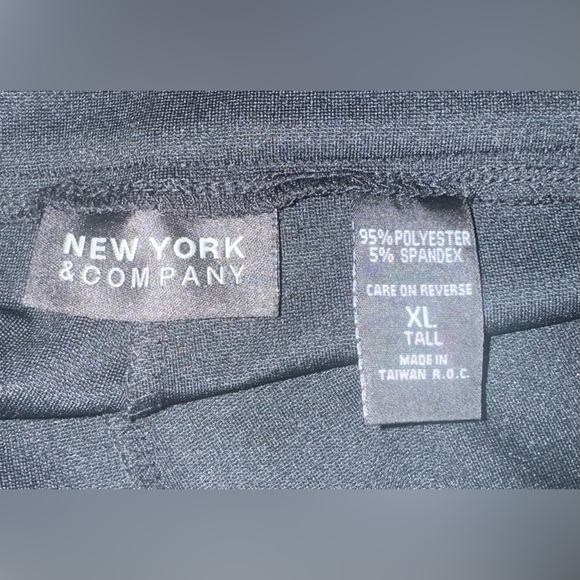 NEW YORK
& COMPANY
95% POLYESTER
5% SPANDEX
CARE ON REVERSE
XL
TALL
MADE IN
TAIWAN R.O.C.